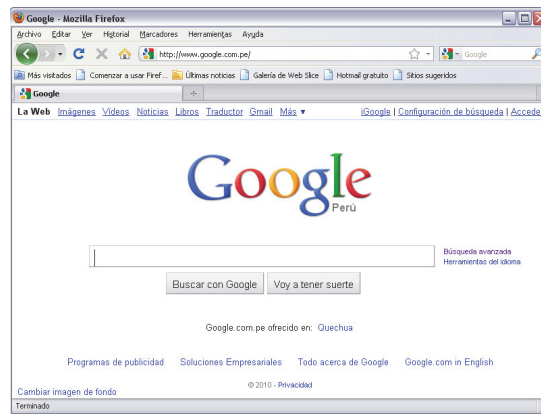 Google - Mozilla Firefox
Archivo Editar Ver Historial Marcadores Herramientas Ayuda
http://www.google.com.pe/ Google
Más visitados Comenzar a usar Firef... Últimas noticias Galería de Web Slice Hotmail gratuito Sitios sugeridos
Google
La Web Imágenes Vídeos Noticias Libros Traductor Gmail Más ▼ iGoogle | Configuración de búsqueda | Accede
Google
Perú
Búsqueda avanzada
Herramientas del idioma
Buscar con Google Voy a tener suerte
Google.com.pe ofrecido en: Quechua
Programas de publicidad Soluciones Empresariales Todo acerca de Google Google.com in English
© 2010 - Privacidad
Cambiar imagen de fondo
Terminado